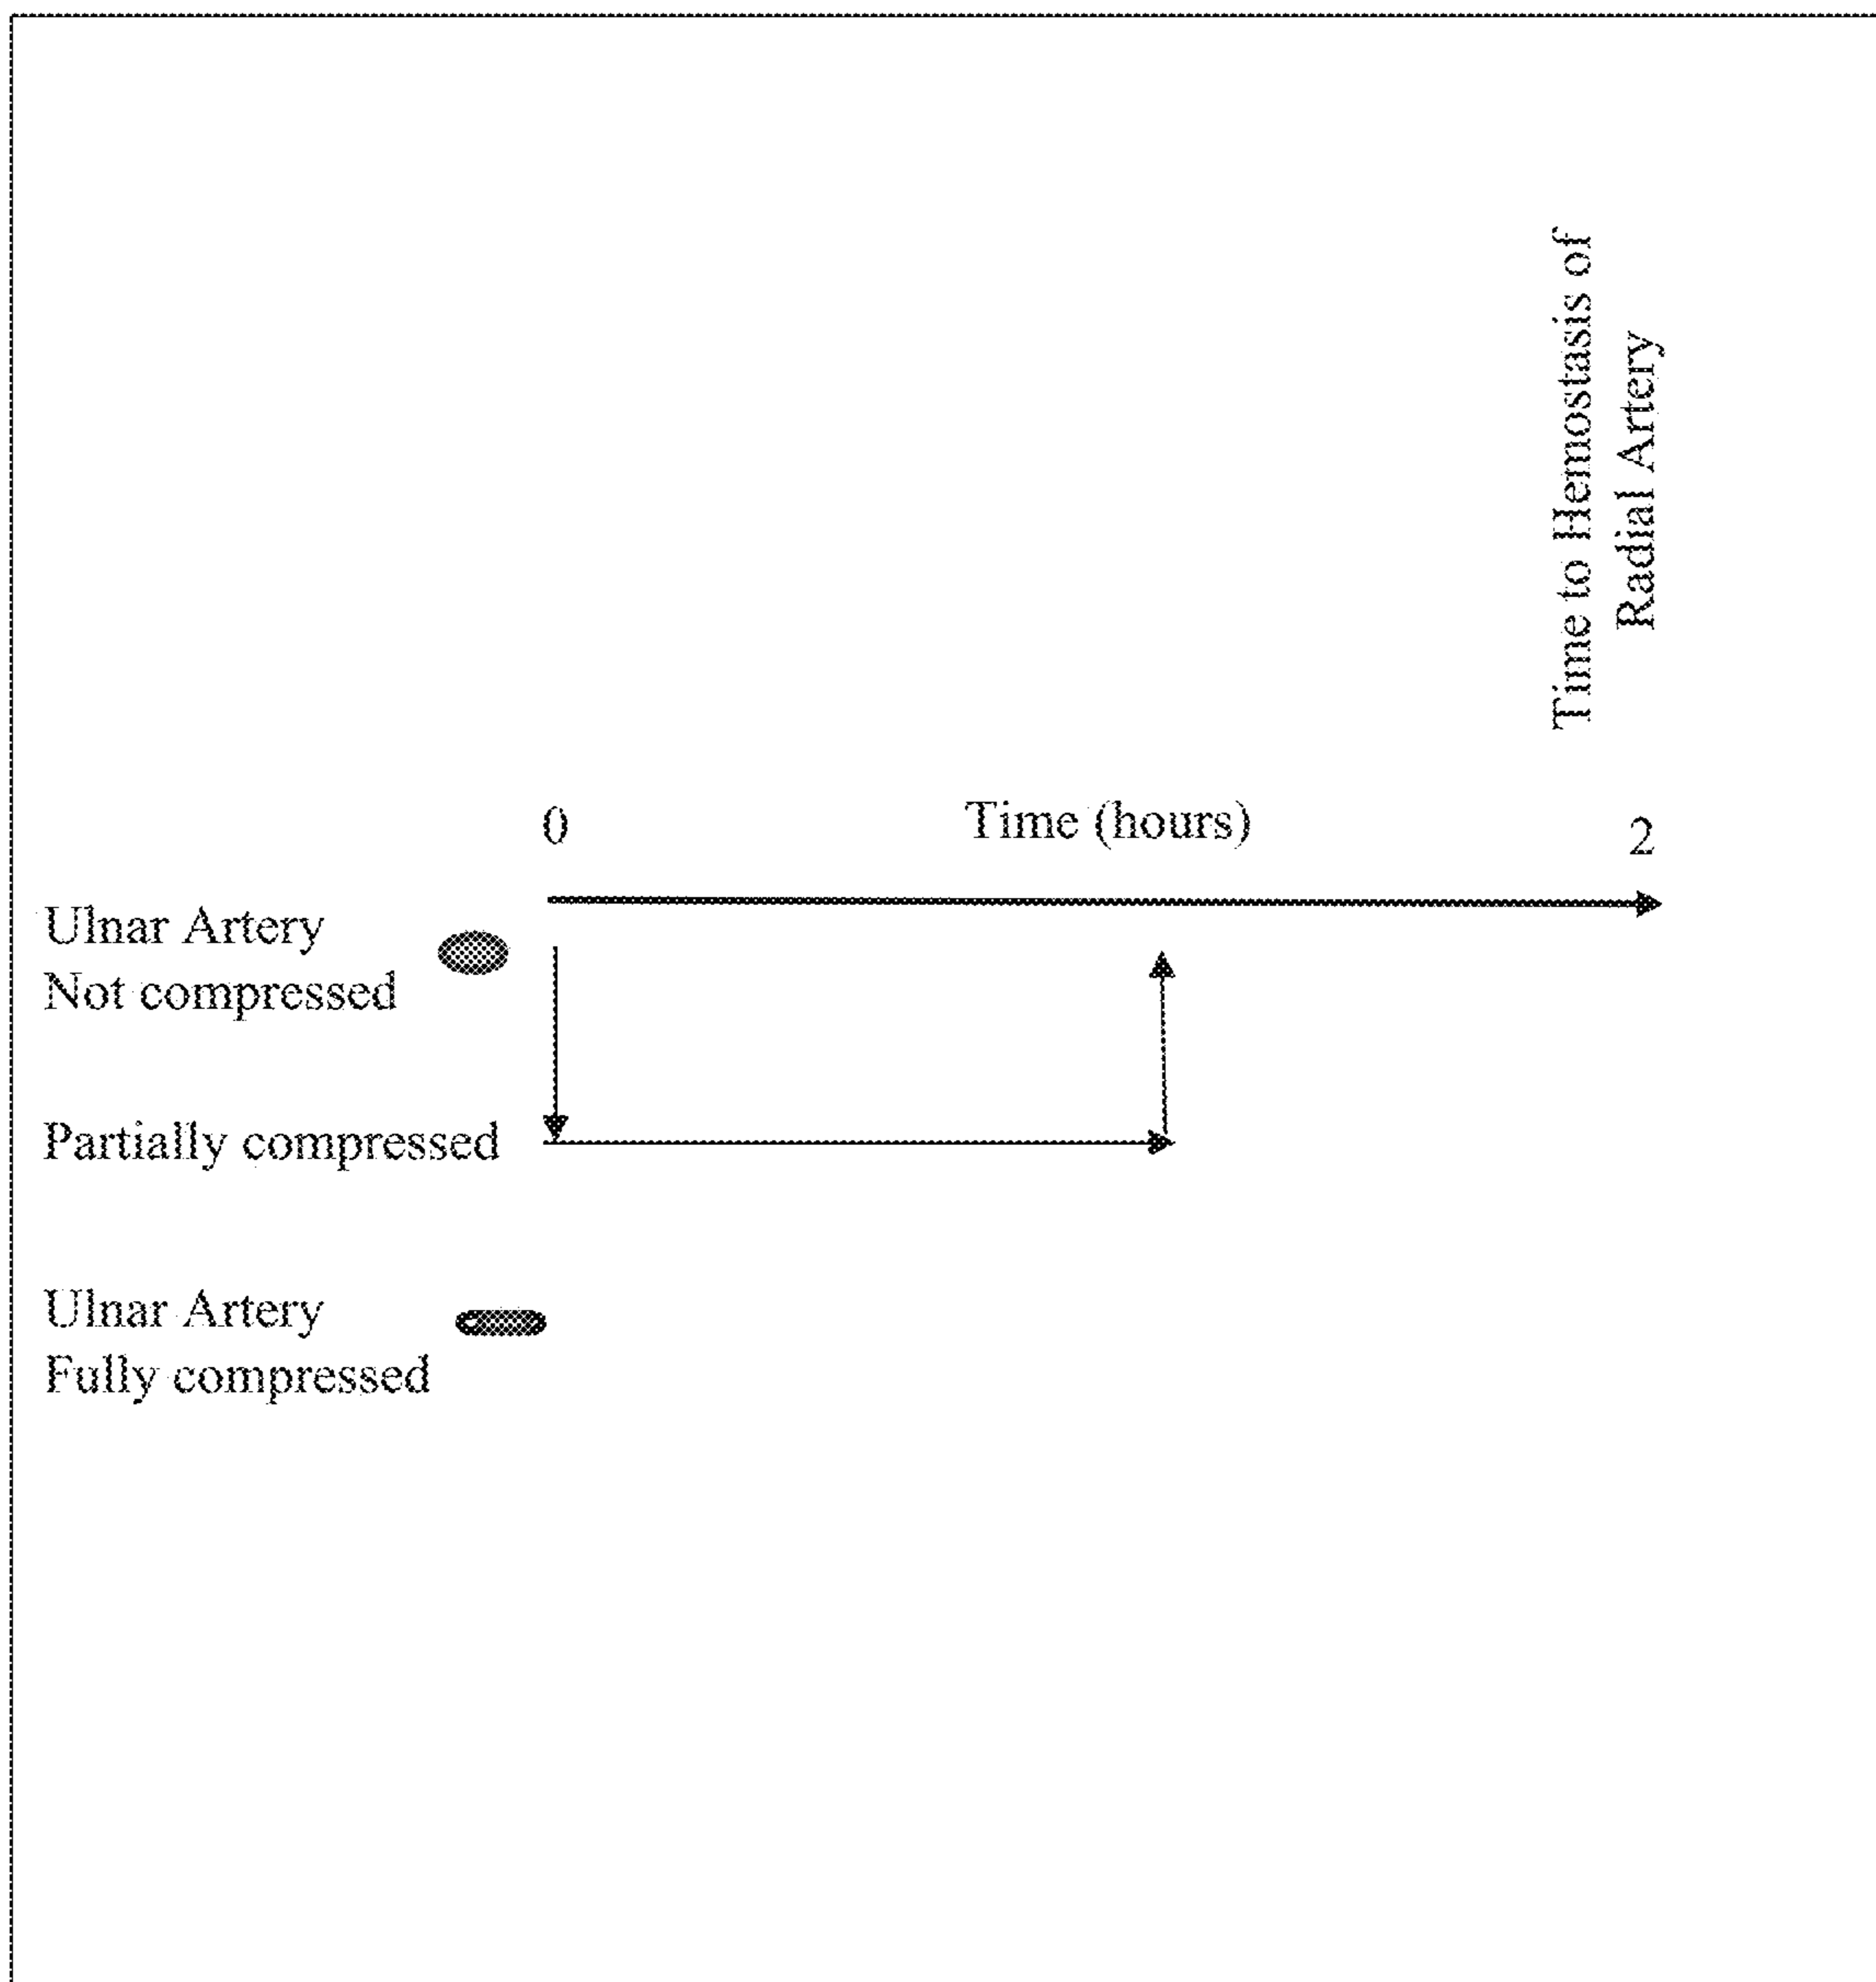 Time to Hemostasis of
Radial Artery
0
Time (hours)
2
Ulnar Artery
Not compressed
Partially compressed
Ulnar Artery
Fully compressed